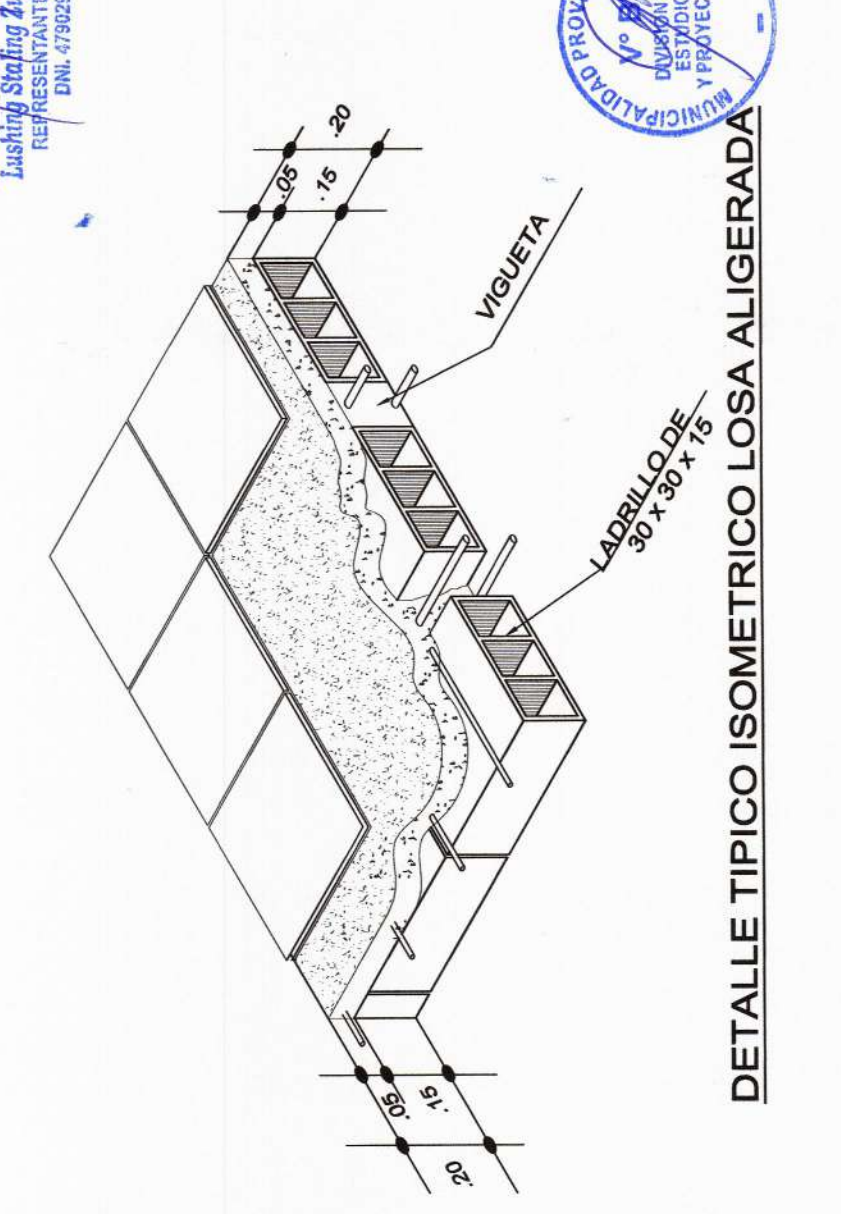 Lushing Staling
REPRESENTANTE
DNI. 479029
MUNICIPALIDAD PROV
V° B
DIVISION
ESTUDIO
Y PROYEC
.05
.15
.20
.05
.15
.20
VIGUETA
LADRILLO DE
30 x 30 x 15
DETALLE TIPICO ISOMETRICO LOSA ALIGERADA